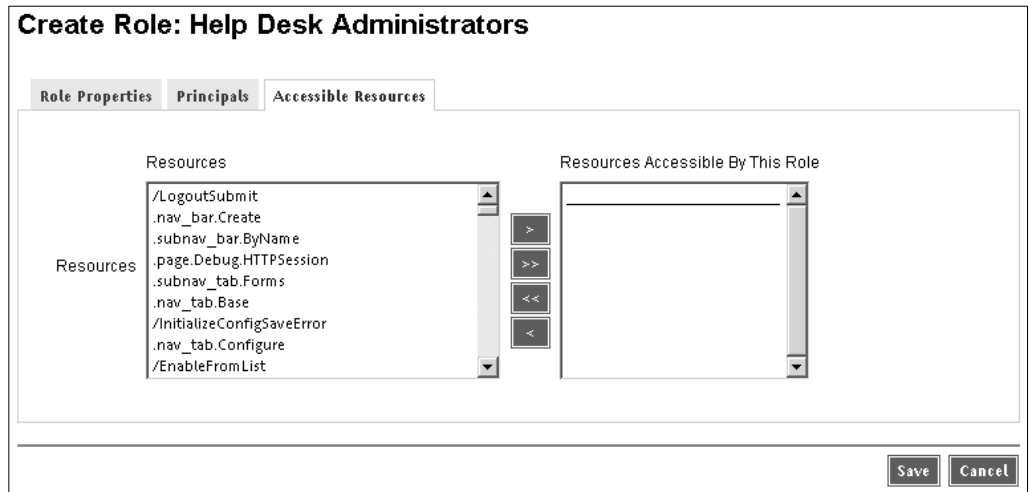 Create Role: Help Desk Administrators
Role Properties Principals Accessible Resources
Resources Resources Accessible By This Role
/LogoutSubmit
.nav_bar.Create
.subnav_bar.ByName
.page.Debug.HTTPSession
.subnav_tab.Forms
.nav_tab.Base
/InitializeConfigSaveError
.nav_tab.Configure
/EnableFromList
Resources
>
>>
<<
<
Save Cancel